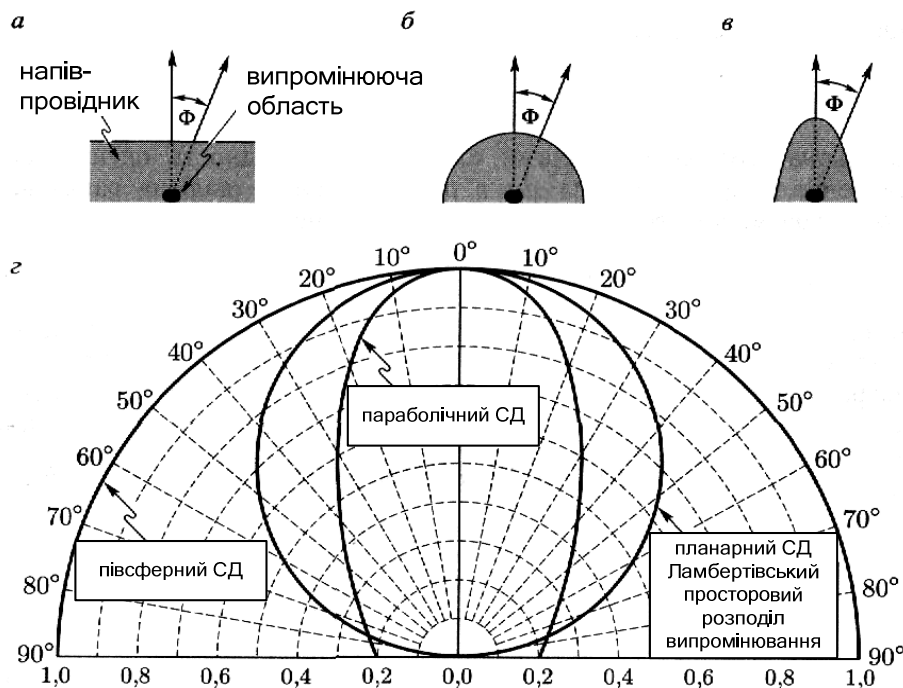 а
б
в
напів-
провідник
випромінююча
область
Φ
Φ
Φ
г
0°
10°
10°
20°
20°
30°
30°
40°
40°
50°
50°
60°
60°
70°
70°
80°
80°
90°
90°
параболічний СД
півсферний СД
планарний СД
Ламбертівський
просторовий
розподіл
випромінювання
1,0
0,8
0,6
0,4
0,2
0,0
0,2
0,4
0,6
0,8
1,0